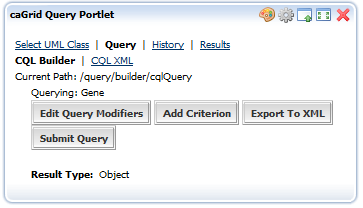 caGrid Query Portlet
Select UML Class | Query | History | Results
CQL Builder | CQL XML
Current Path: /query/builder/cqlQuery
Querying: Gene
Edit Query Modifiers Add Criterion Export To XML
Submit Query
Result Type: Object